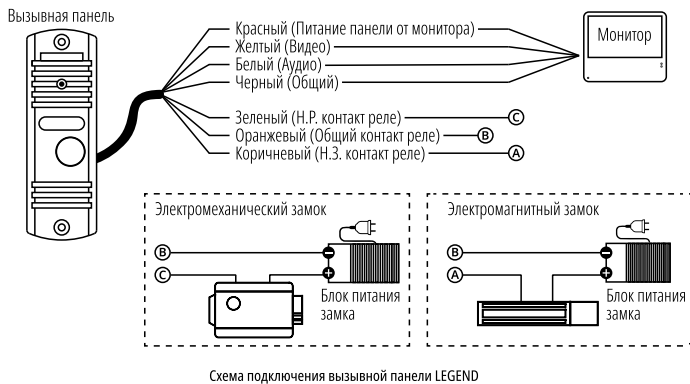 Вызывная панель
Красный (Питание панели от монитора)
Желтый (Видео)
Белый (Аудио)
Черный (Общий)
Монитор
Зеленый (Н.Р. контакт реле) C
Оранжевый (Общий контакт реле) B
Коричневый (Н.З. контакт реле) A
Электромеханический замок
B
C
Блок питания
замка
Электромагнитный замок
B
A
Блок питания
замка
Схема подключения вызывной панели LEGEND